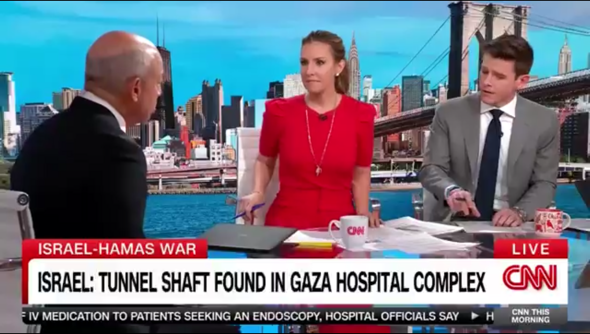 CNN
ISRAEL-HAMAS WAR
LIVE
ISRAEL: TUNNEL SHAFT FOUND IN GAZA HOSPITAL COMPLEX
CNN
IV MEDICATION TO PATIENTS SEEKING AN ENDOSCOPY, HOSPITAL OFFICIALS SAY
CNN THIS
MORNING